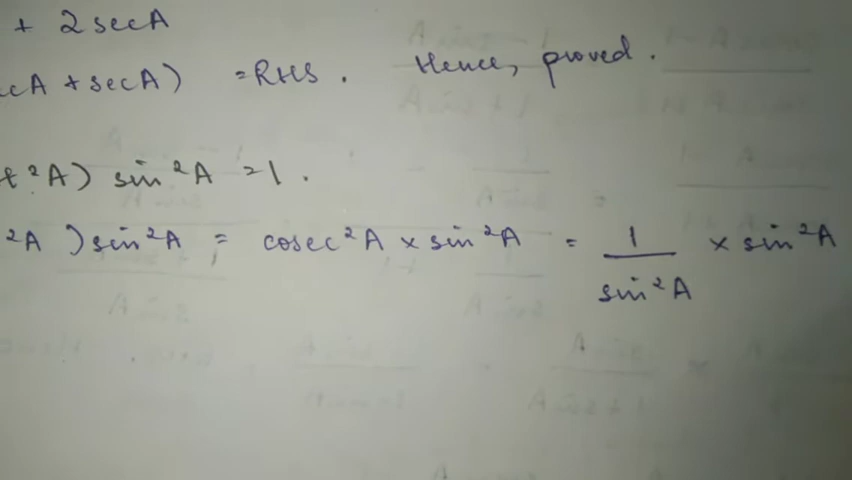 + 2 secA
cA + secA) = RHS. Hence, proved.
t²A) sin²A = 1.
²A) sin²A = cosec²A × sin²A = 1/sin²A × sin²A